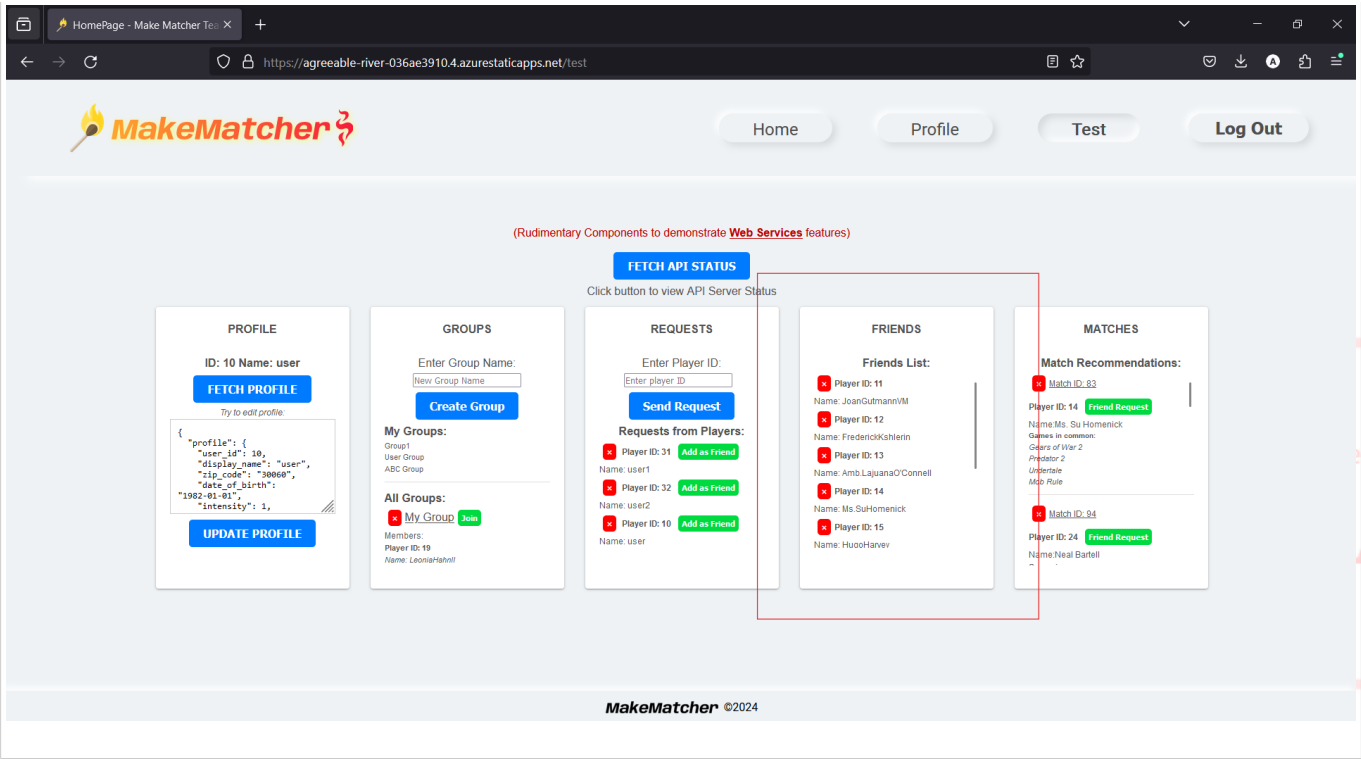 HomePage - Make Matcher Tea
https://agreeable-river-036ae3910.4.azurestaticapps.net/test
MakeMatcher
Home
Profile
Test
Log Out
(Rudimentary Components to demonstrate Web Services features)
FETCH API STATUS
Click button to view API Server Status
PROFILE
ID: 10 Name: user
FETCH PROFILE
Try to edit profile:
{
"profile": {
"user_id": 10,
"display_name": "user",
"zip_code": "30060",
"date_of_birth":
"1982-01-01",
"intensity": 1,
UPDATE PROFILE
GROUPS
Enter Group Name:
New Group Name
Create Group
My Groups:
Group1
User Group
ABC Group
All Groups:
x My Group Join
Members:
Player ID: 19
Name: LeoniaHahnII
REQUESTS
Enter Player ID:
Enter player ID
Send Request
Requests from Players:
x Player ID: 31 Add as Friend
Name: user1
x Player ID: 32 Add as Friend
Name: user2
x Player ID: 10 Add as Friend
Name: user
FRIENDS
Friends List:
x Player ID: 11
Name: JoanGutmannVM
x Player ID: 12
Name: FrederickKshlerin
x Player ID: 13
Name: Amb.LajuanaO'Connell
x Player ID: 14
Name: Ms.SuHomenick
x Player ID: 15
Name: HugoHarvey
MATCHES
Match Recommendations:
x Match ID: 83
Player ID: 14 Friend Request
Name:Ms. Su Homenick
Games in common:
Gears of War 2
Predator 2
Undertale
Mob Rule
x Match ID: 94
Player ID: 24 Friend Request
Name:Neal Bartell
MakeMatcher ©2024